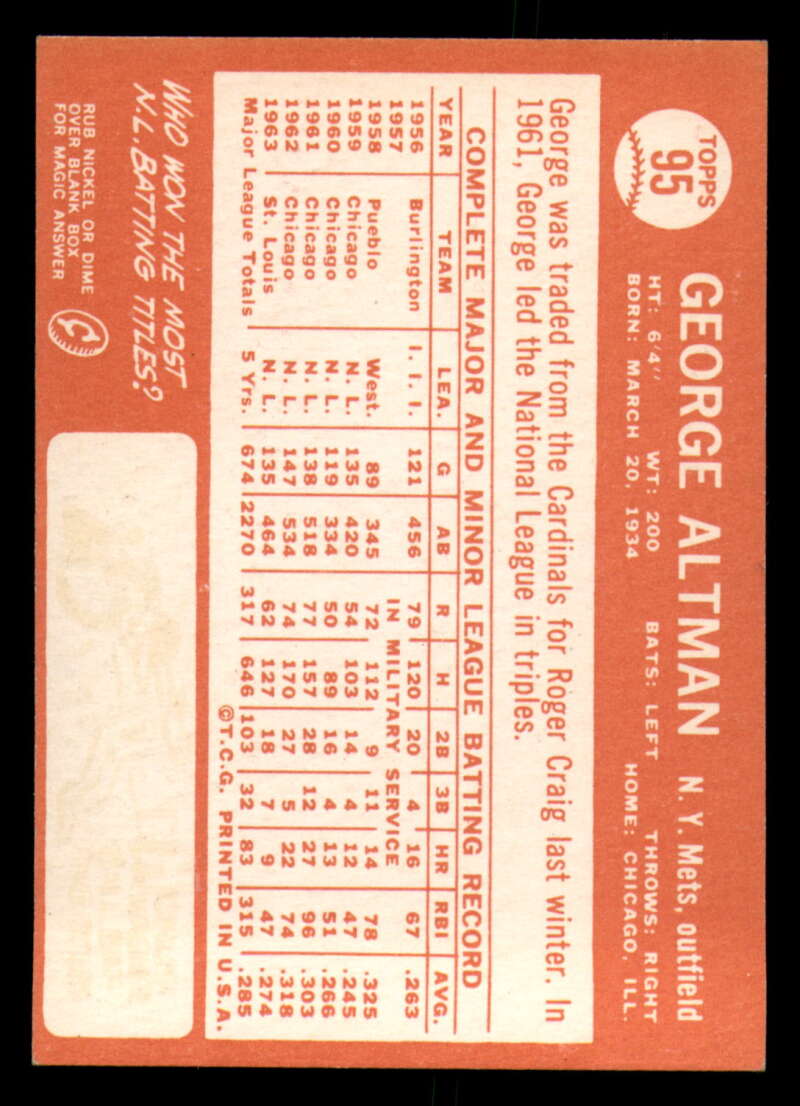 TOPPS
95
GEORGE ALTMAN N. Y. Mets, outfield
HT: 6'4" WT: 200 BATS: LEFT THROWS: RIGHT
BORN: MARCH 20, 1934 HOME: CHICAGO, ILL.
George was traded from the Cardinals for Roger Craig last winter. In
1961, George led the National League in triples.
COMPLETE MAJOR AND MINOR LEAGUE BATTING RECORD
YEAR TEAM LEA. G AB R H 2B 3B HR RBI AVG.
1956 Burlington I. I. I. 121 456 79 120 20 4 16 67 .263
1957 IN MILITARY SERVICE
1958 Pueblo West. 89 345 72 112 9 11 14 78 .325
1959 Chicago N. L. 135 420 54 103 14 4 12 47 .245
1960 Chicago N. L. 119 334 50 89 16 4 13 51 .266
1961 Chicago N. L. 138 518 77 157 28 12 27 96 .303
1962 Chicago N. L. 147 534 74 170 27 5 22 74 .318
1963 St. Louis N. L. 135 464 62 127 18 7 9 47 .274
Major League Totals 5 Yrs. 674 2270 317 646 103 32 83 315 .285
©T.C.G. PRINTED IN U.S.A.
WHO WON THE MOST
N.L. BATTING TITLES?
RUB NICKEL OR DIME
OVER BLANK BOX
FOR MAGIC ANSWER